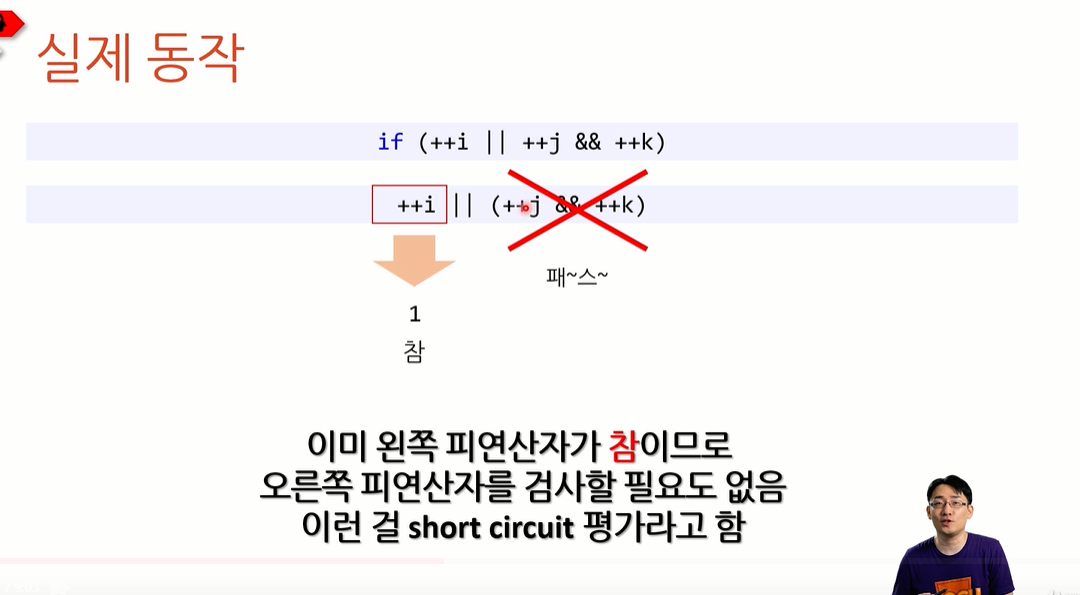 실제 동작
if (++i || ++j && ++k)
++i || (++j && ++k)
패~스~
1
참
이미 왼쪽 피연산자가 참이므로
오른쪽 피연산자를 검사할 필요도 없음
이런 걸 short circuit 평가라고 함